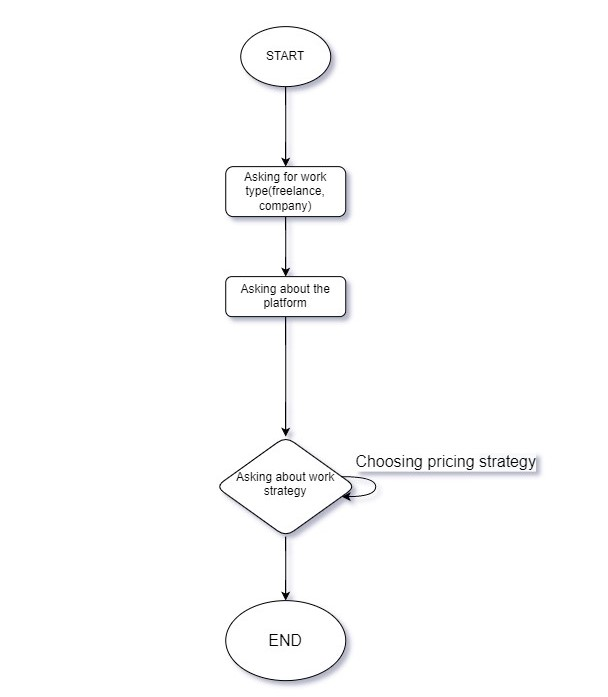 START
Asking for work
type(freelance,
company)
Asking about the
platform
Choosing pricing strategy
Asking about work
strategy
END